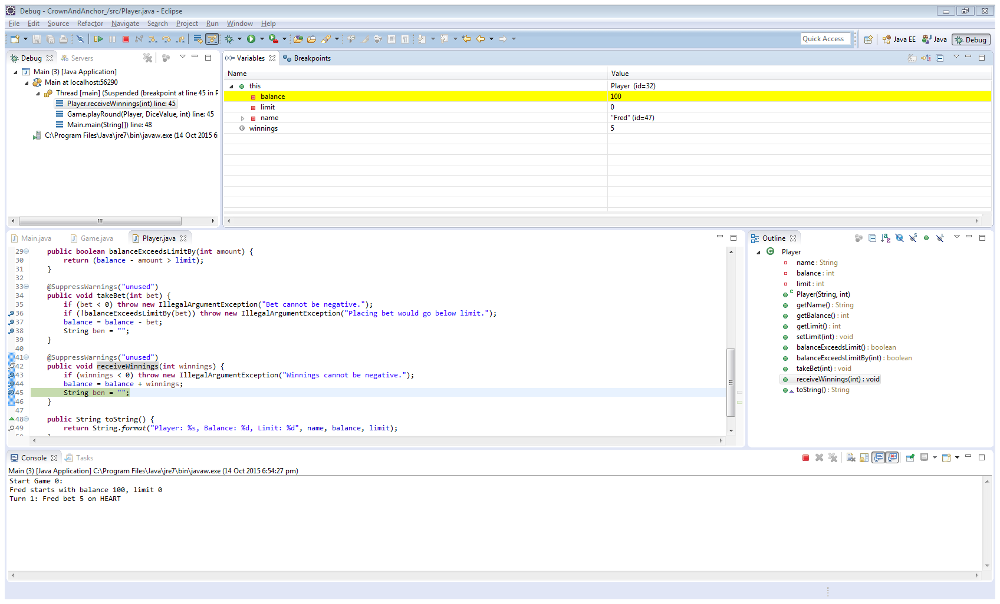 Debug - CrownAndAnchor_/src/Player.java - Eclipse
File Edit Source Refactor Navigate Search Project Run Window Help
Quick Access
Java EE
Java
Debug
Debug
Servers
Main (3) [Java Application]
Main at localhost:56290
Thread [main] (Suspended (breakpoint at line 45 in P
Player.receiveWinnings(int) line: 45
Game.playRound(Player, DiceValue, int) line: 45
Main.main(String[]) line: 48
C:\Program Files\Java\jre7\bin\javaw.exe (14 Oct 2015 6:
(x)= Variables
Breakpoints
Name Value
this Player (id=32)
balance 100
limit 0
name "Fred" (id=47)
winnings 5
Main.java
Game.java
Player.java
29 public boolean balanceExceedsLimitBy(int amount) {
30 return (balance - amount > limit);
31 }
32
33 @SuppressWarnings("unused")
34 public void takeBet(int bet) {
35 if (bet < 0) throw new IllegalArgumentException("Bet cannot be negative.");
36 if (!balanceExceedsLimitBy(bet)) throw new IllegalArgumentException("Placing bet would go below limit.");
37 balance = balance - bet;
38 String ben = "";
39 }
40
41 @SuppressWarnings("unused")
42 public void receiveWinnings(int winnings) {
43 if (winnings < 0) throw new IllegalArgumentException("Winnings cannot be negative.");
44 balance = balance + winnings;
45 String ben = "";
46 }
47
48 public String toString() {
49 return String.format("Player: %s, Balance: %d, Limit: %d", name, balance, limit);
Outline
Player
name : String
balance : int
limit : int
Player(String, int)
getName() : String
getBalance() : int
getLimit() : int
setLimit(int) : void
balanceExceedsLimit() : boolean
balanceExceedsLimitBy(int) : boolean
takeBet(int) : void
receiveWinnings(int) : void
toString() : String
Console
Tasks
Main (3) [Java Application] C:\Program Files\Java\jre7\bin\javaw.exe (14 Oct 2015 6:54:27 pm)
Start Game 0:
Fred starts with balance 100, limit 0
Turn 1: Fred bet 5 on HEART